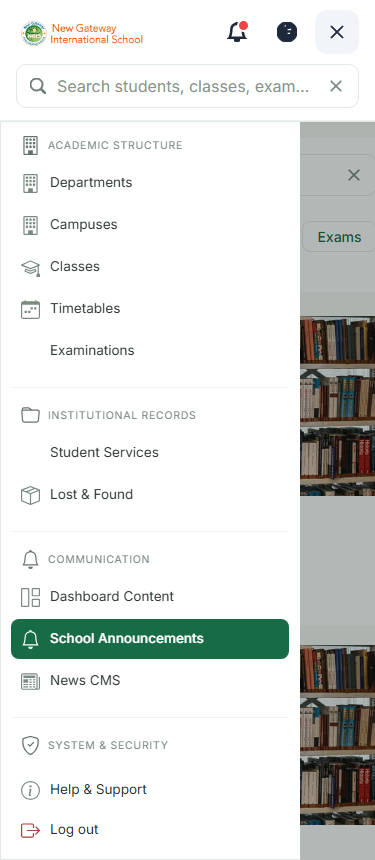 New Gateway
International School
Search students, classes, exam...
ACADEMIC STRUCTURE
Departments
Campuses
Classes
Timetables
Examinations
Exams
INSTITUTIONAL RECORDS
Student Services
Lost & Found
COMMUNICATION
Dashboard Content
School Announcements
News CMS
SYSTEM & SECURITY
Help & Support
Log out